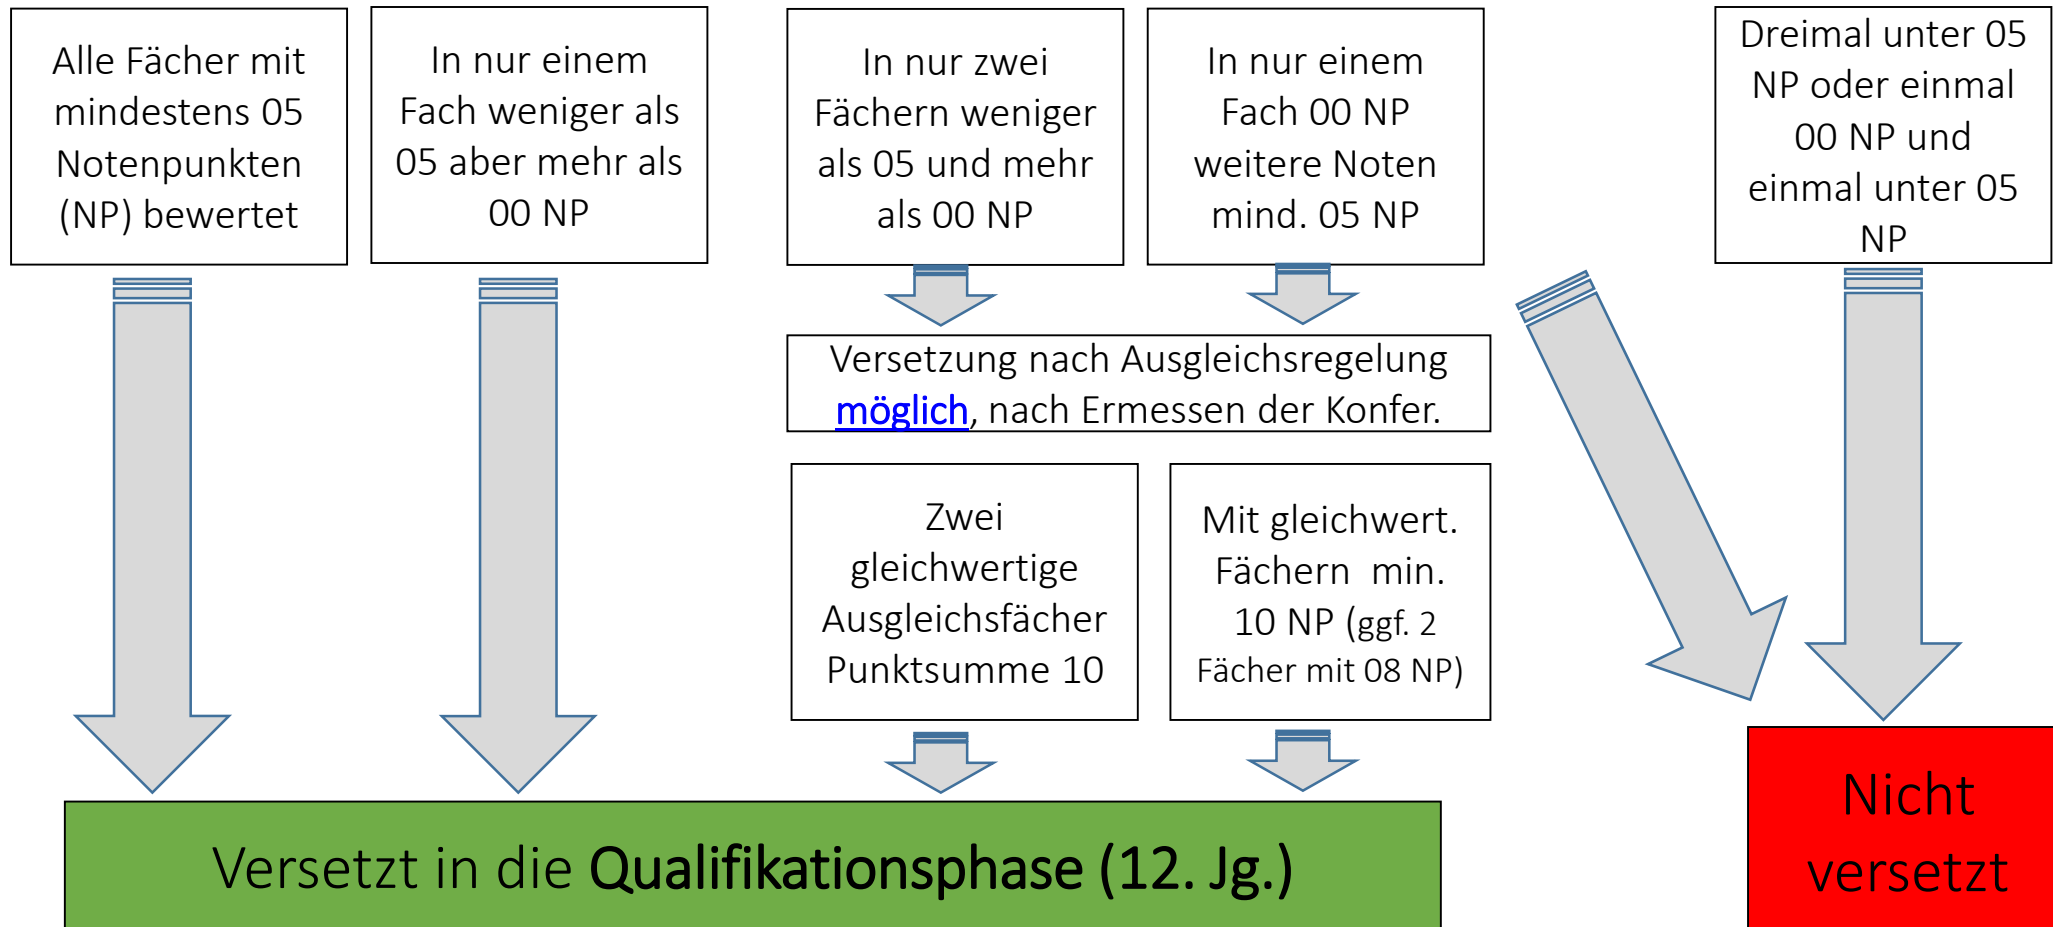 Alle Fächer mit
mindestens 05
Notenpunkten
(NP) bewertet
In nur einem
Fach weniger als
05 aber mehr als
00 NP
In nur zwei
Fächern weniger
als 05 und mehr
als 00 NP
In nur einem
Fach 00 NP
weitere Noten
mind. 05 NP
Dreimal unter 05
NP oder einmal
00 NP und
einmal unter 05
NP
Versetzung nach Ausgleichsregelung
möglich, nach Ermessen der Konfer.
Zwei
gleichwertige
Ausgleichsfächer
Punktsumme 10
Mit gleichwert.
Fächern min.
10 NP (ggf. 2
Fächer mit 08 NP)
Versetzt in die Qualifikationsphase (12. Jg.)
Nicht
versetzt